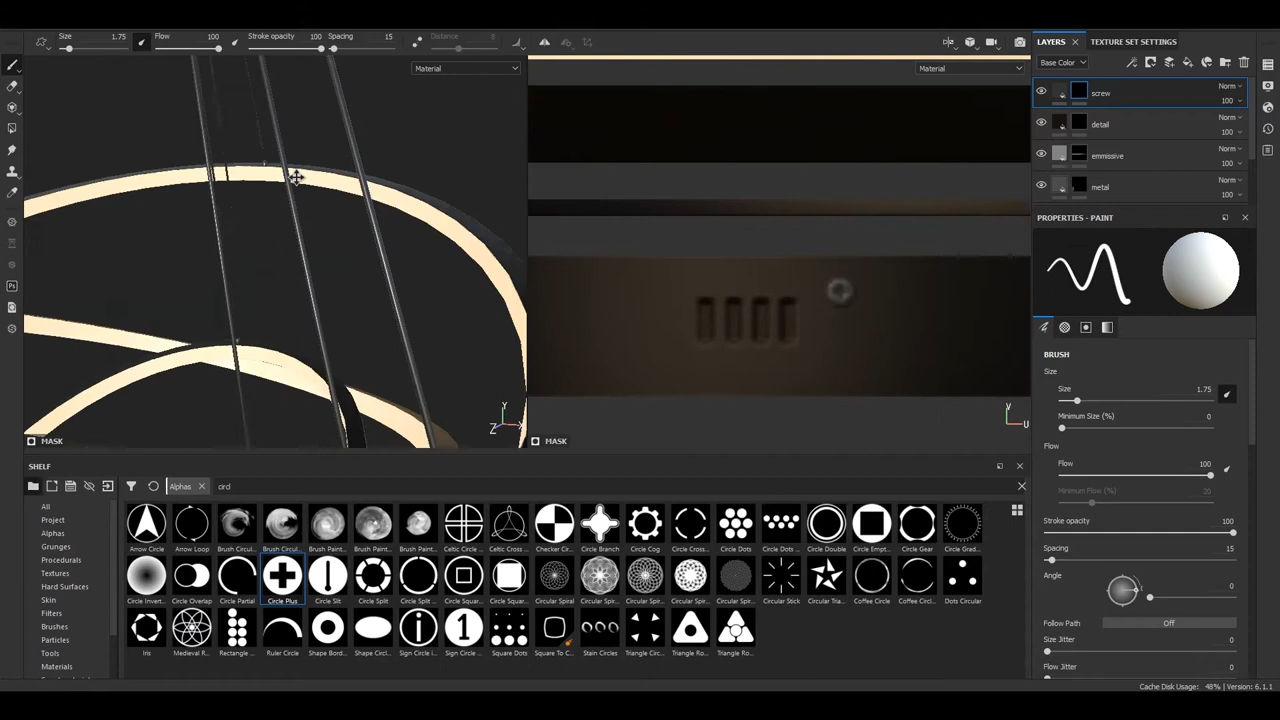 Size 1.75 Flow 100 Stroke opacity 100 Spacing 15 Distance 8
LAYERS TEXTURE SET SETTINGS
Material
Material
Base Color
screw Norm 100
detail Norm 100
emmissive Norm 100
metal Norm 100
PROPERTIES - PAINT
Y
Z X
V
U
MASK
MASK
BRUSH
Size
Size 1.75
Minimum Size (%) 0
Flow
Flow 100
Minimum Flow (%) 20
Stroke opacity 100
Spacing 15
Angle 0
Follow Path Off
Size Jitter 0
Flow Jitter 0
Ps
SHELF
Alphas
All
Project
Alphas
Grunges
Procedurals
Textures
Hard Surfaces
Skin
Filters
Brushes
Particles
Tools
Materials
Arrow Circle Arrow Loop Brush Circul... Brush Circul... Brush Paint... Brush Paint... Brush Paint... Celtic Circle ... Celtic Cross ... Checker Cir... Circle Branch Circle Cog Circle Cross... Circle Dots Circle Dots ... Circle Double Circle Empt... Circle Gear Circle Grad...
Circle Invert... Circle Overlap Circle Partial Circle Plus Circle Slit Circle Split Circle Split ... Circle Squar... Circle Squar... Circular Spiral Circular Spir... Circular Spir... Circular Spir... Circular Spir... Circular Stick Circular Tria... Coffee Circle Coffee Circl... Dots Circular
Iris Medieval R... Rectangle ... Ruler Circle Shape Bord... Shape Circl... Sign Circle i... Sign Circle ... Square Dots Square To C... Stain Circles Triangle Circ... Triangle Ro... Triangle Ro...
Cache Disk Usage: 48% | Version: 6.1.1